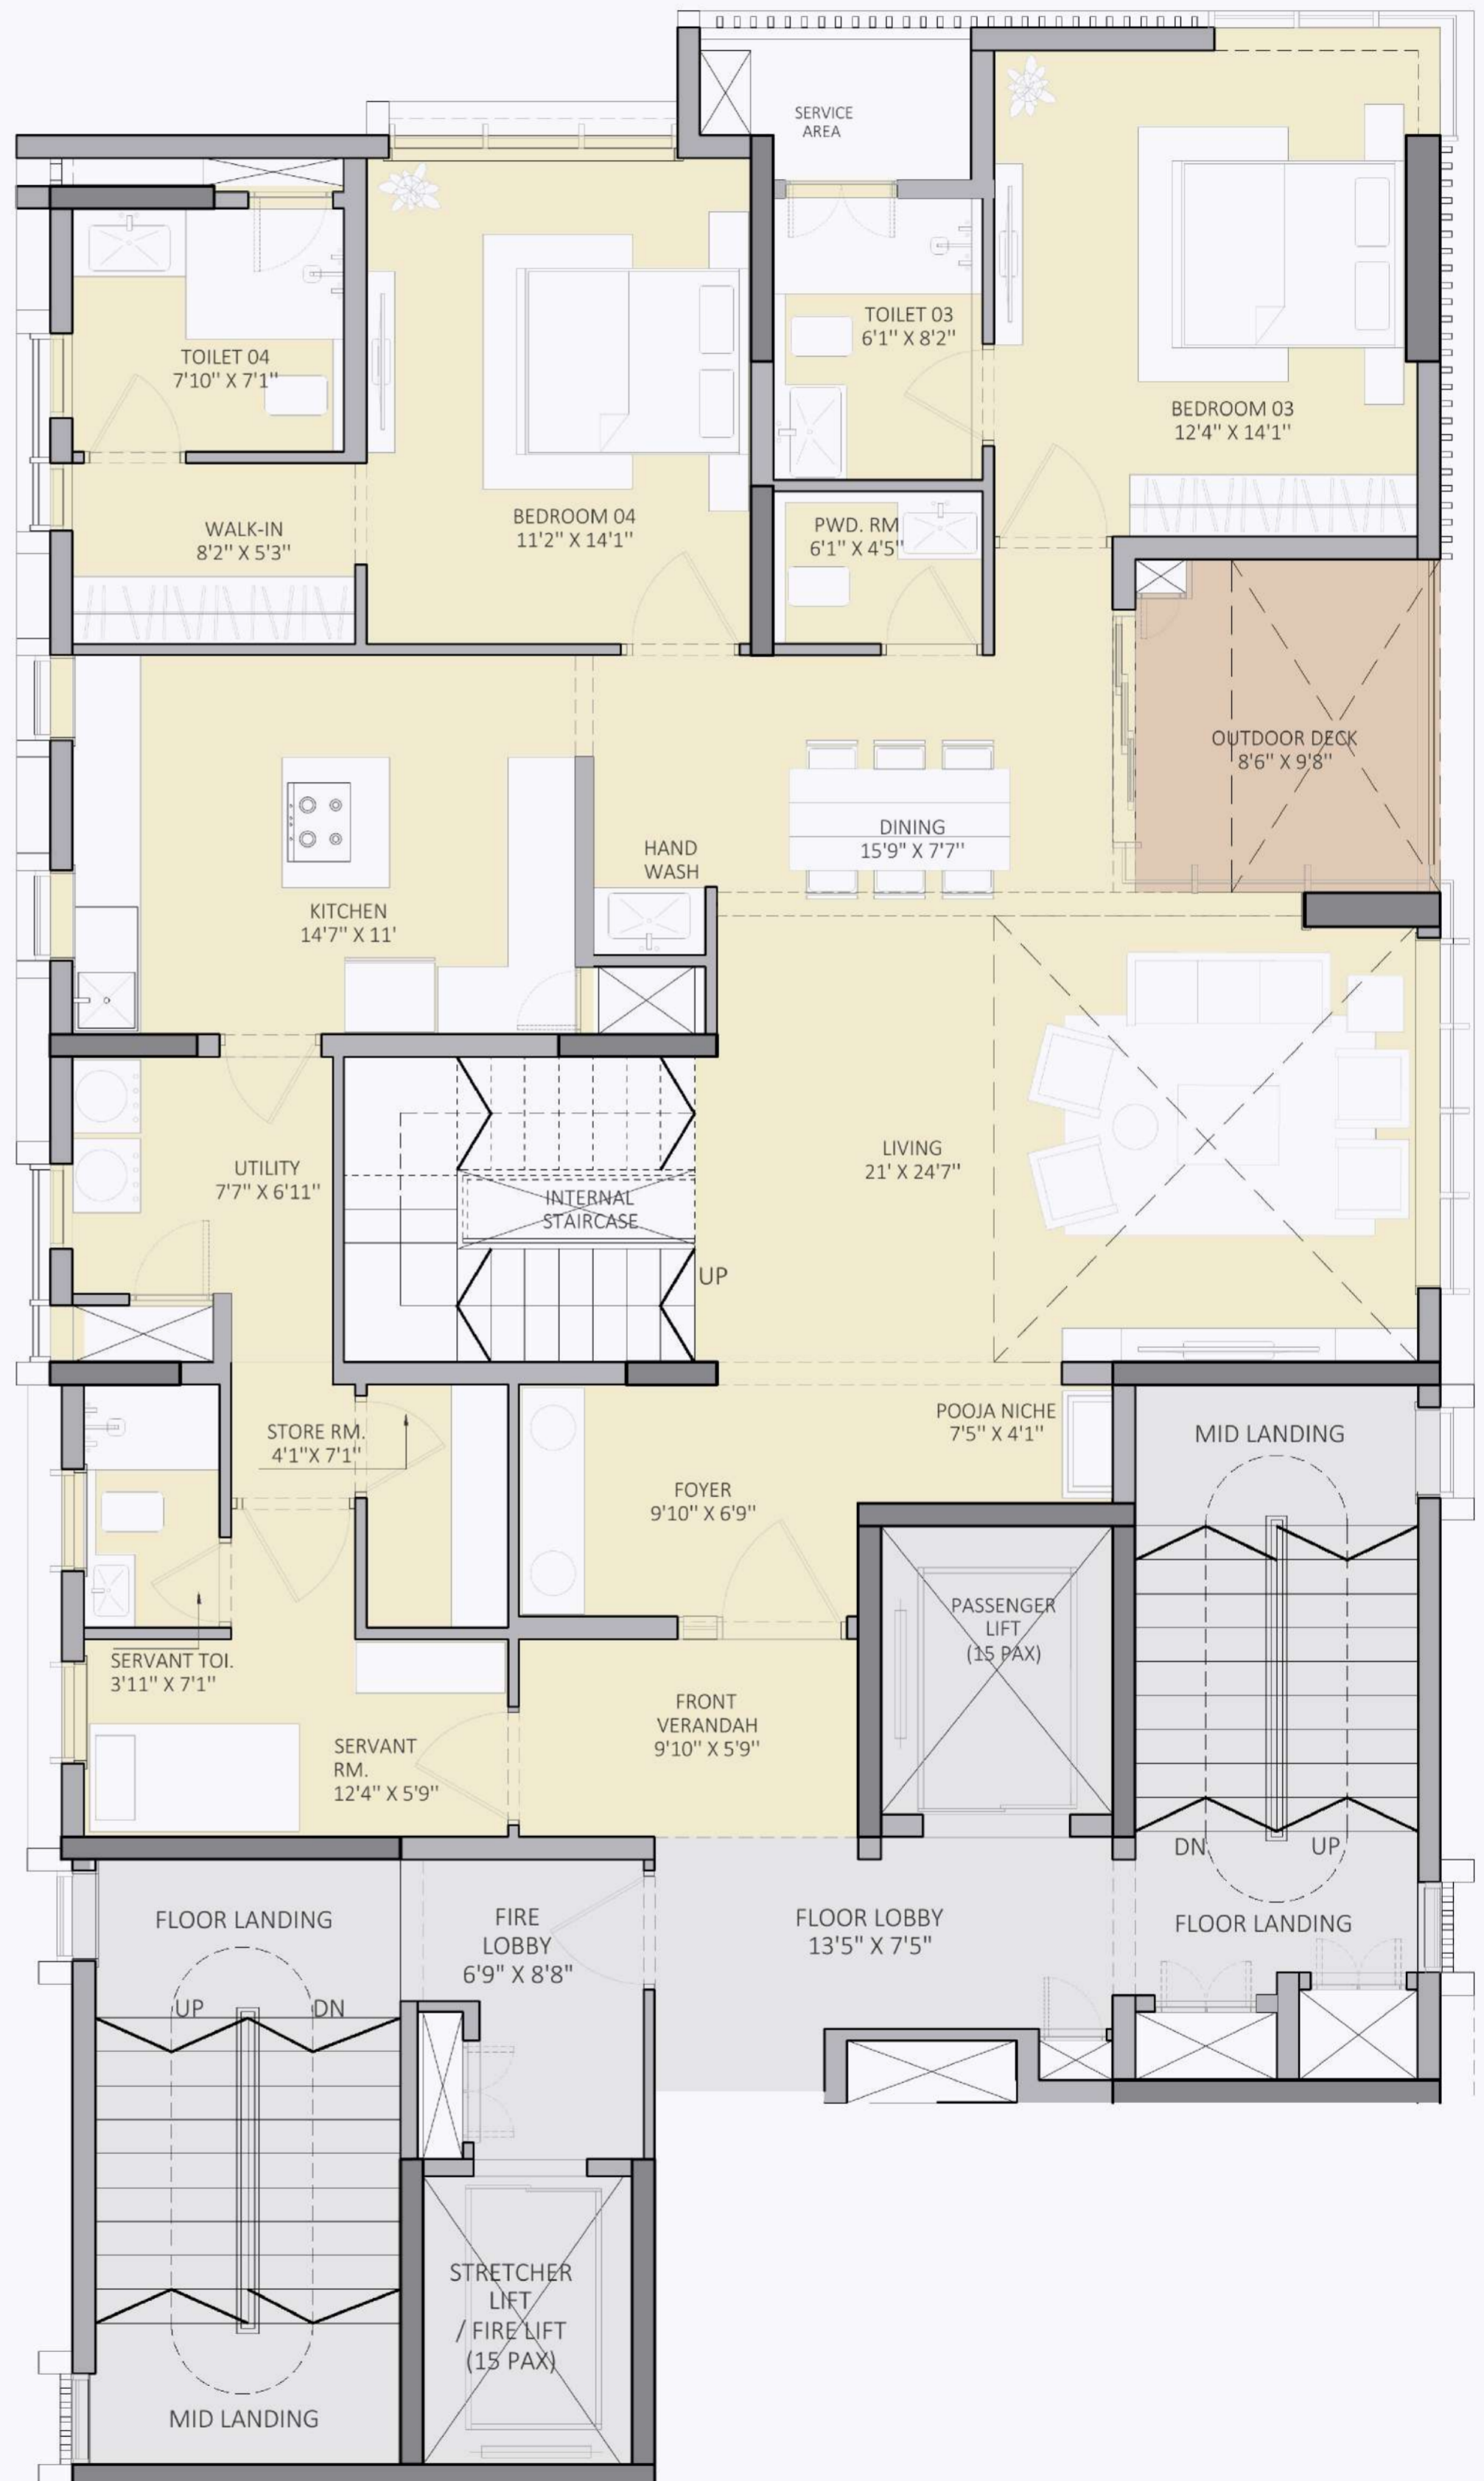 SERVICE
AREA
TOILET 03
6'1" X 8'2"
TOILET 04
7'10" X 7'1"
BEDROOM 03
12'4" X 14'1"
BEDROOM 04
11'2" X 14'1"
PWD. RM
6'1" X 4'5"
WALK-IN
8'2" X 5'3"
OUTDOOR DECK
8'6" X 9'8"
DINING
15'9" X 7'7"
HAND
WASH
KITCHEN
14'7" X 11'
LIVING
21' X 24'7"
UTILITY
7'7" X 6'11"
INTERNAL
STAIRCASE
UP
POOJA NICHE
7'5" X 4'1"
STORE RM.
4'1"X 7'1"
MID LANDING
FOYER
9'10" X 6'9"
PASSENGER
LIFT
(15 PAX)
SERVANT TOI.
3'11" X 7'1"
FRONT
VERANDAH
9'10" X 5'9"
SERVANT
RM.
12'4" X 5'9"
DN
UP
FLOOR LANDING
FIRE
LOBBY
6'9" X 8'8"
FLOOR LOBBY
13'5" X 7'5"
FLOOR LANDING
UP
DN
STRETCHER
LIFT
/ FIRE LIFT
(15 PAX)
MID LANDING